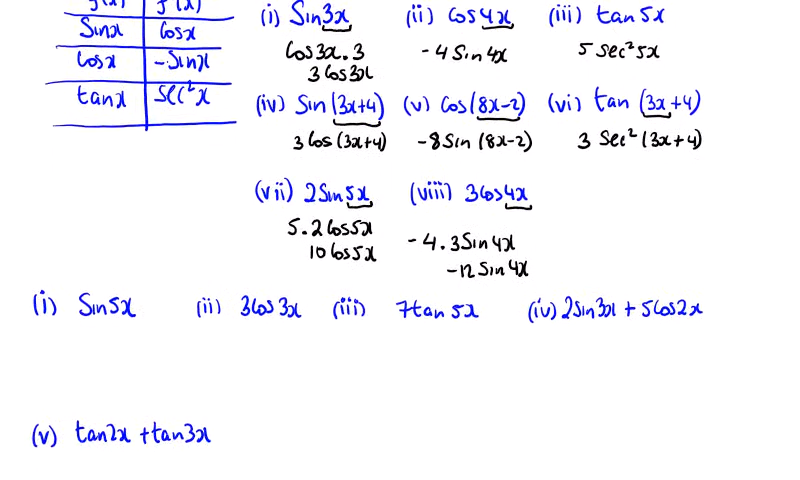 f(x) f'(x)
Sinx Cosx
Cosx -Sinx
tanx Sec²x
(i) Sin3x (ii) Cos4x (iii) tan5x
Cos3x.3 -4Sin4x 5Sec²5x
3Cos3x
(iv) Sin(3x+4) (v) Cos(8x-2) (vi) tan(3x+4)
3Cos(3x+4) -8Sin(8x-2) 3Sec²(3x+4)
(vii) 2Sin5x (viii) 3Cos4x
5.2Cos5x -4.3Sin4x
10Cos5x -12Sin4x
(i) Sin5x (ii) 3Cos3x (iii) 7tan5x (iv) 2Sin3x + 5Cos2x
(v) tan2x + tan3x